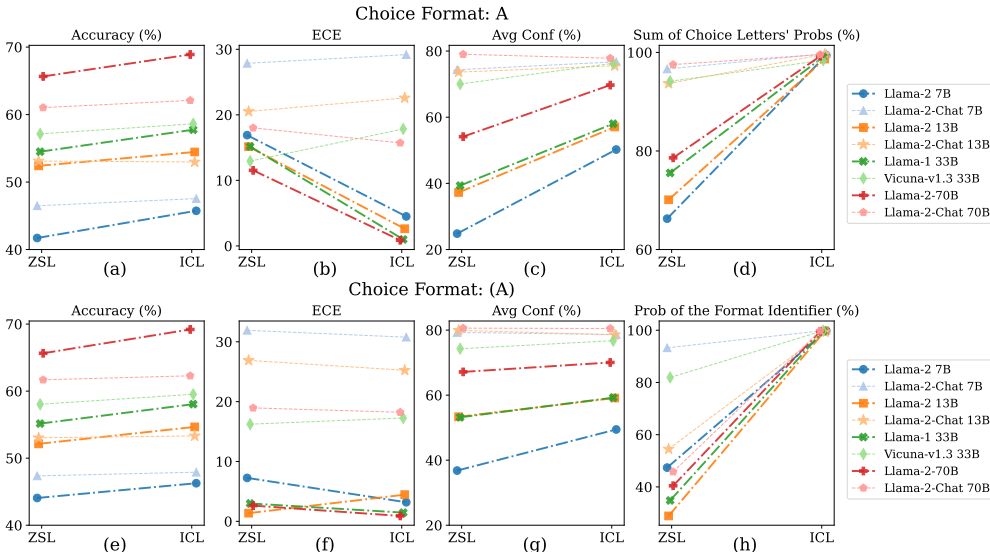 Choice Format: A
Accuracy (%)
ECE
Avg Conf (%)
Sum of Choice Letters' Probs (%)
70
60
50
40
ZSL
ICL
(a)
30
20
10
0
ZSL
ICL
(b)
80
60
40
20
ZSL
ICL
(c)
100
80
60
ZSL
ICL
(d)
Llama-2 7B
Llama-2-Chat 7B
Llama-2 13B
Llama-2-Chat 13B
Llama-1 33B
Vicuna-v1.3 33B
Llama-2-70B
Llama-2-Chat 70B
Choice Format: (A)
Accuracy (%)
ECE
Avg Conf (%)
Prob of the Format Identifier (%)
70
60
50
40
ZSL
ICL
(e)
30
20
10
0
ZSL
ICL
(f)
80
60
40
20
ZSL
ICL
(g)
100
80
60
40
ZSL
ICL
(h)
Llama-2 7B
Llama-2-Chat 7B
Llama-2 13B
Llama-2-Chat 13B
Llama-1 33B
Vicuna-v1.3 33B
Llama-2-70B
Llama-2-Chat 70B